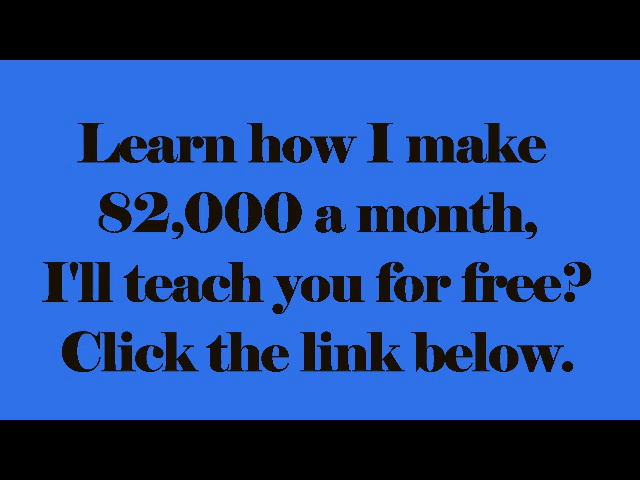 Learn how I make
82,000 a month,
I'll teach you for free?
Click the link below.